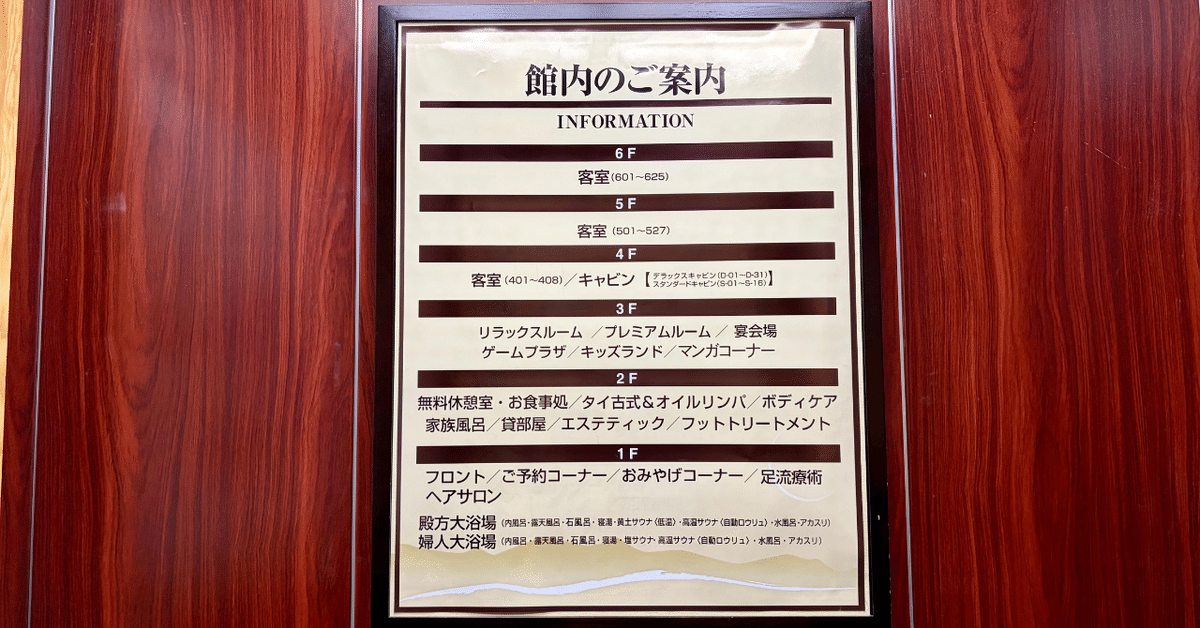 館内のご案内
INFORMATION
6F
客室(601～625)
5F
客室(501～527)
4F
客室(401～408)／キャビン【デラックスキャビン(D-01～D-31)
スタンダードキャビン(S-01～S-16)】
3F
リラックスルーム／プレミアムルーム／宴会場
ゲームプラザ／キッズランド／マンガコーナー
2F
無料休憩室・お食事処／タイ古式&オイルリンパ／ボディケア
家族風呂／貸部屋／エステティック／フットトリートメント
1F
フロント／ご予約コーナー／おみやげコーナー／足流療術
ヘアサロン
殿方大浴場(内風呂・露天風呂・石風呂・寝湯・黄土サウナ〈低温〉・高温サウナ〈自動ロウリュ〉・水風呂・アカスリ)
婦人大浴場(内風呂・露天風呂・石風呂・寝湯・塩サウナ・高温サウナ〈自動ロウリュ〉・水風呂・アカスリ)